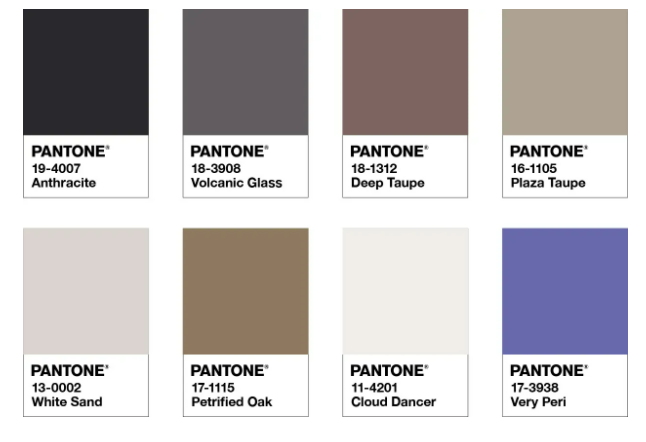 PANTONE®
19-4007
Anthracite
PANTONE®
18-3908
Volcanic Glass
PANTONE®
18-1312
Deep Taupe
PANTONE®
16-1105
Plaza Taupe
PANTONE®
13-0002
White Sand
PANTONE®
17-1115
Petrified Oak
PANTONE®
11-4201
Cloud Dancer
PANTONE®
17-3938
Very Peri